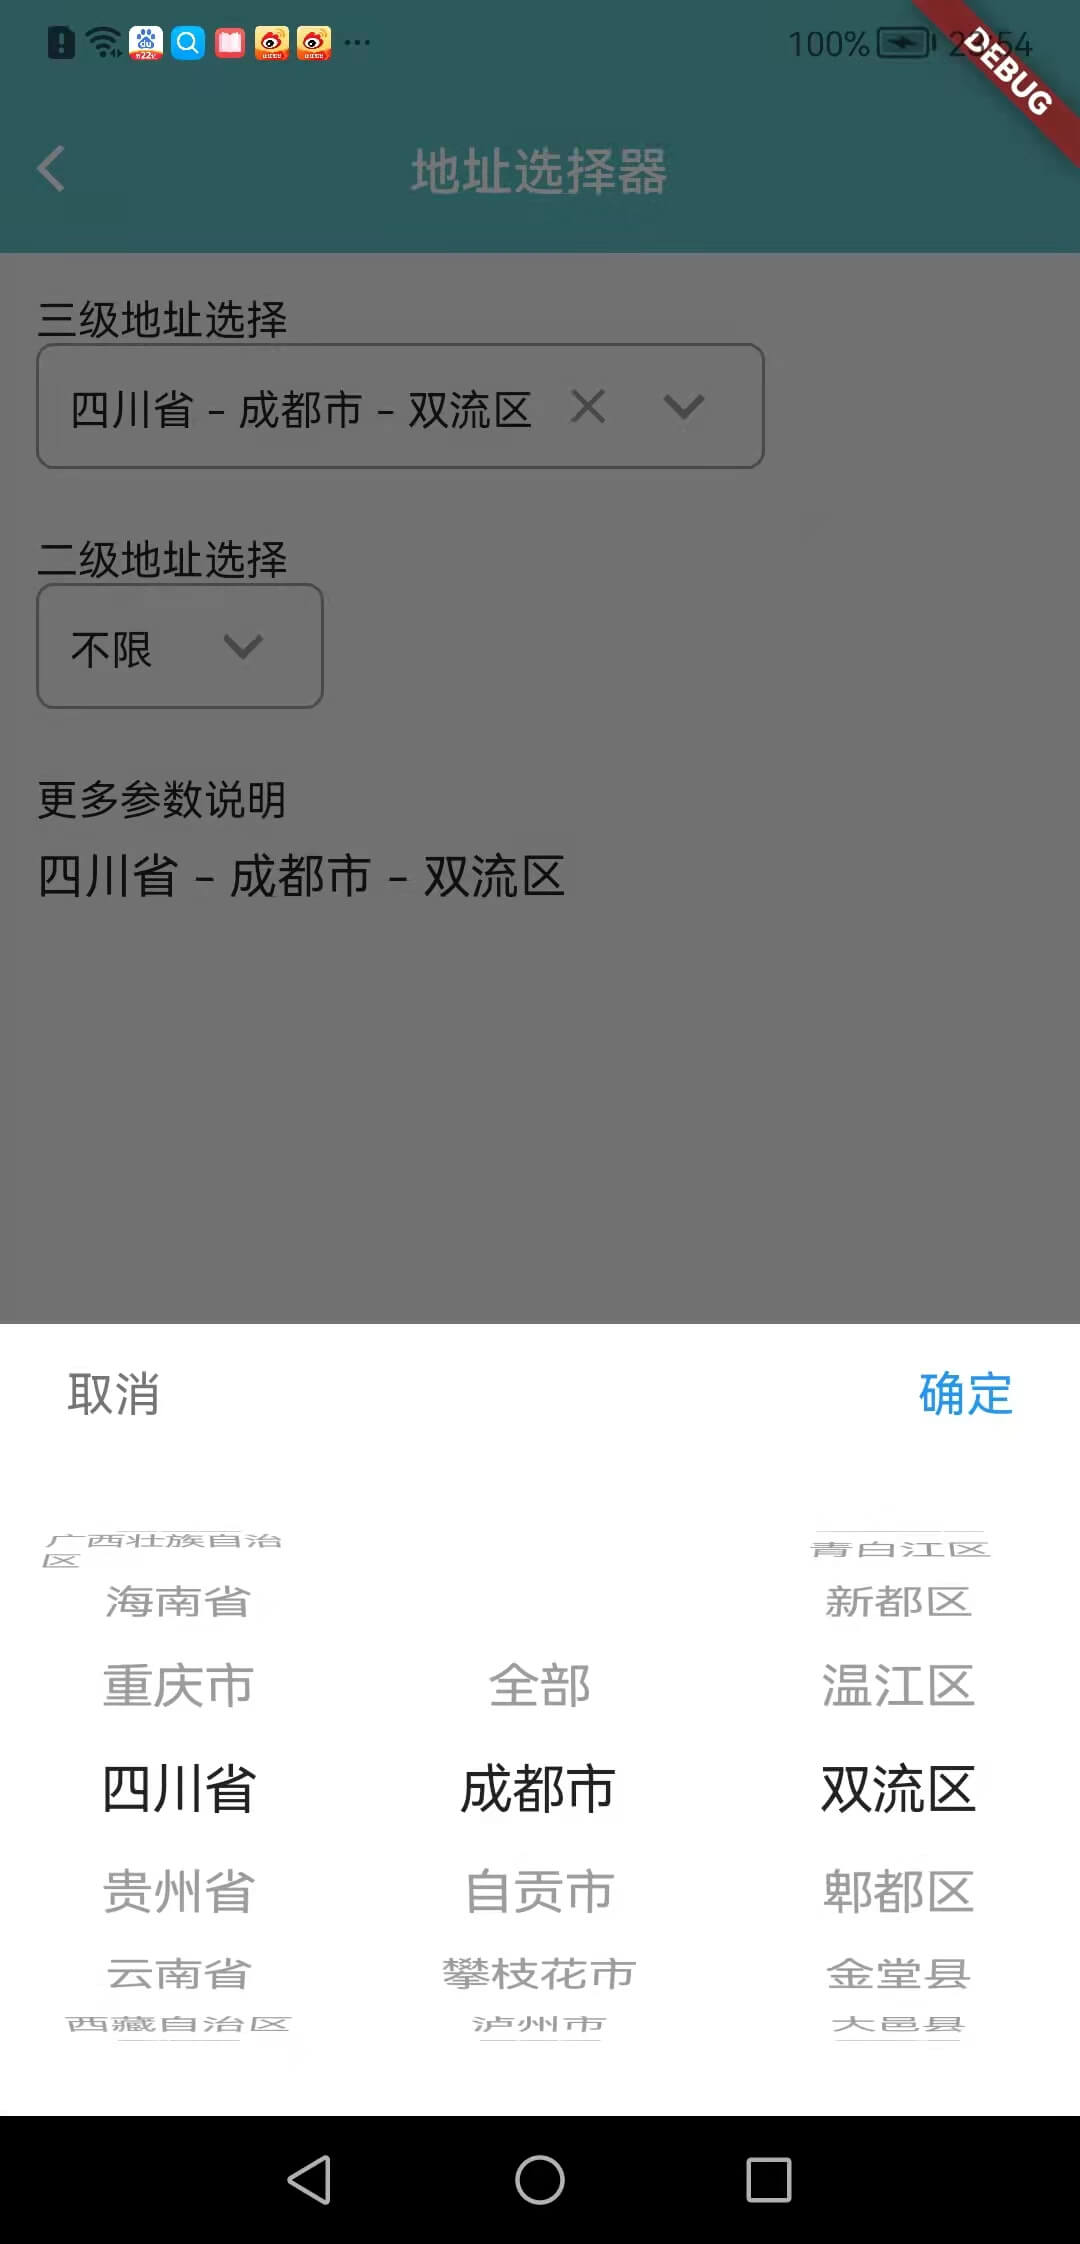 100%
DEBUG
地址选择器
三级地址选择
四川省 - 成都市 - 双流区
二级地址选择
不限
更多参数说明
四川省 - 成都市 - 双流区
取消 确定
广西壮族自治区 青白江区
海南省 新都区
重庆市 全部 温江区
四川省 成都市 双流区
贵州省 自贡市 郫都区
云南省 攀枝花市 金堂县
西藏自治区 泸州市 大邑县